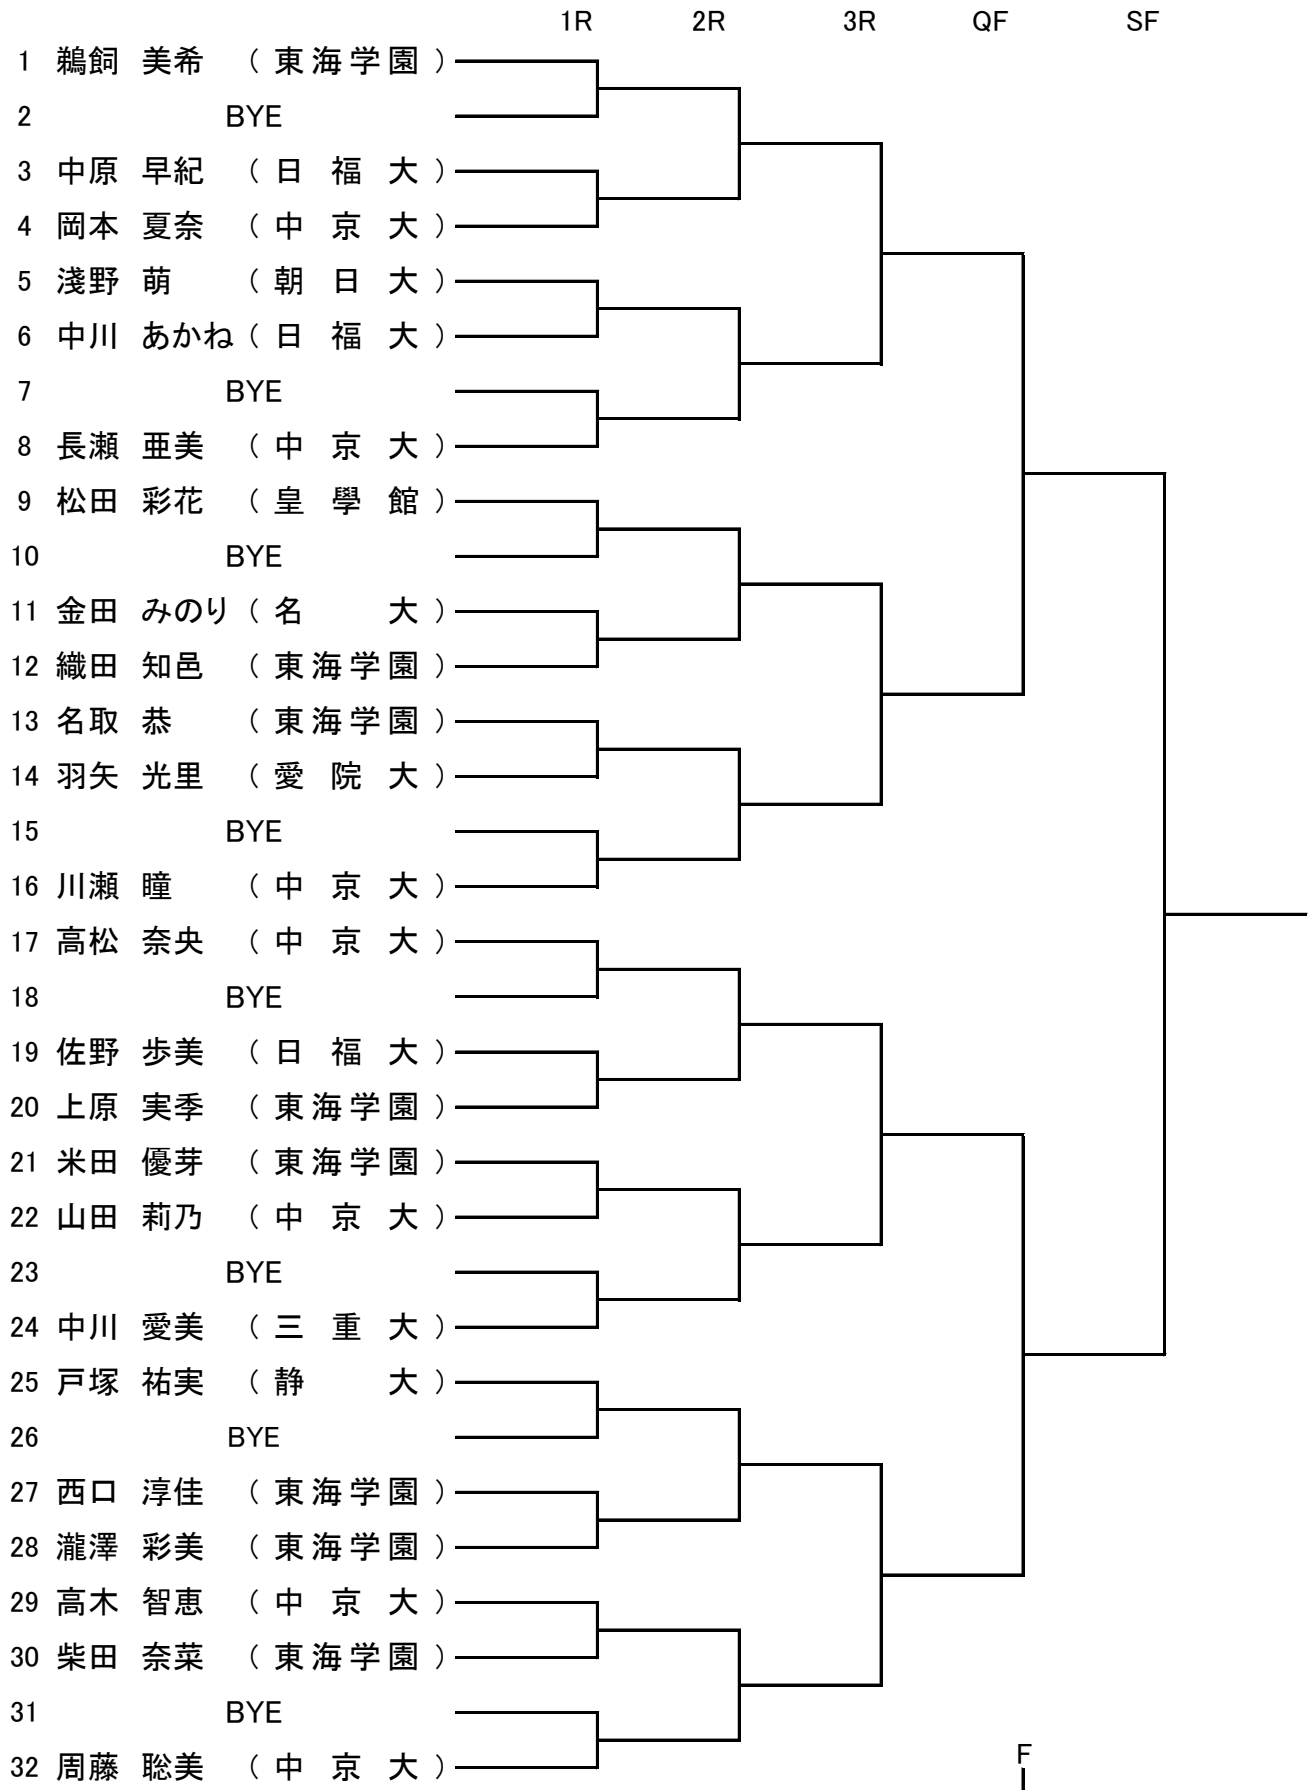 1R 2R 3R QF SF
1 鵜飼 美希 （ 東海学園 ）
2 BYE
3 中原 早紀 （ 日 福 大 ）
4 岡本 夏奈 （ 中 京 大 ）
5 淺野 萌 （ 朝 日 大 ）
6 中川 あかね （ 日 福 大 ）
7 BYE
8 長瀬 亜美 （ 中 京 大 ）
9 松田 彩花 （ 皇 學 館 ）
10 BYE
11 金田 みのり （ 名 大 ）
12 織田 知邑 （ 東海学園 ）
13 名取 恭 （ 東海学園 ）
14 羽矢 光里 （ 愛 院 大 ）
15 BYE
16 川瀬 瞳 （ 中 京 大 ）
17 高松 奈央 （ 中 京 大 ）
18 BYE
19 佐野 歩美 （ 日 福 大 ）
20 上原 実季 （ 東海学園 ）
21 米田 優芽 （ 東海学園 ）
22 山田 莉乃 （ 中 京 大 ）
23 BYE
24 中川 愛美 （ 三 重 大 ）
25 戸塚 祐実 （ 静 大 ）
26 BYE
27 西口 淳佳 （ 東海学園 ）
28 瀧澤 彩美 （ 東海学園 ）
29 高木 智恵 （ 中 京 大 ）
30 柴田 奈菜 （ 東海学園 ）
31 BYE
32 周藤 聡美 （ 中 京 大 ）
F